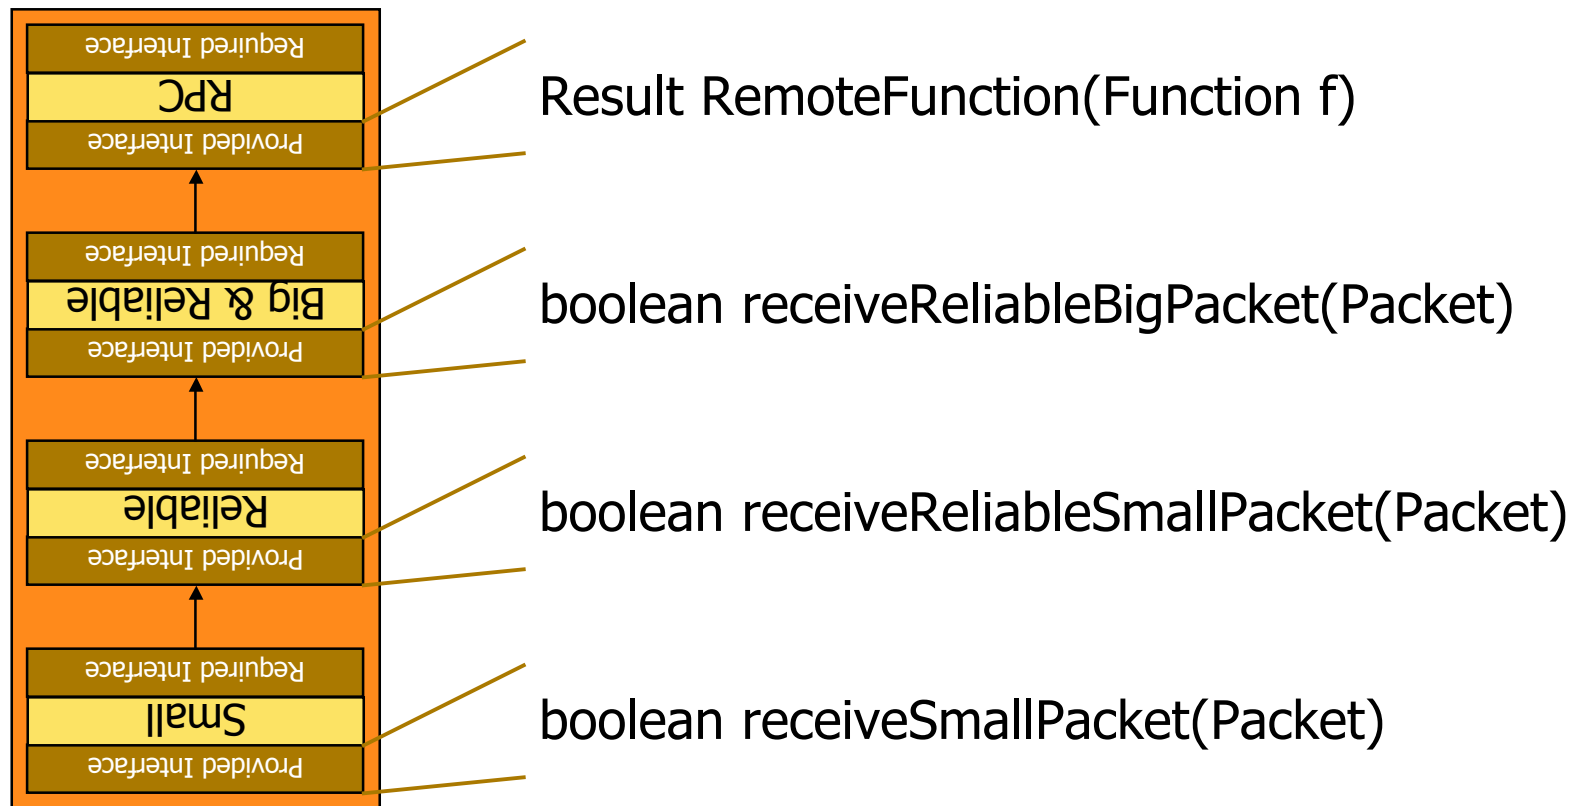 Required Interface
RPC
Provided Interface
Result RemoteFunction(Function f)
Required Interface
Big & Reliable
Provided Interface
boolean receiveReliableBigPacket(Packet)
Required Interface
Reliable
Provided Interface
boolean receiveReliableSmallPacket(Packet)
Required Interface
Small
Provided Interface
boolean receiveSmallPacket(Packet)